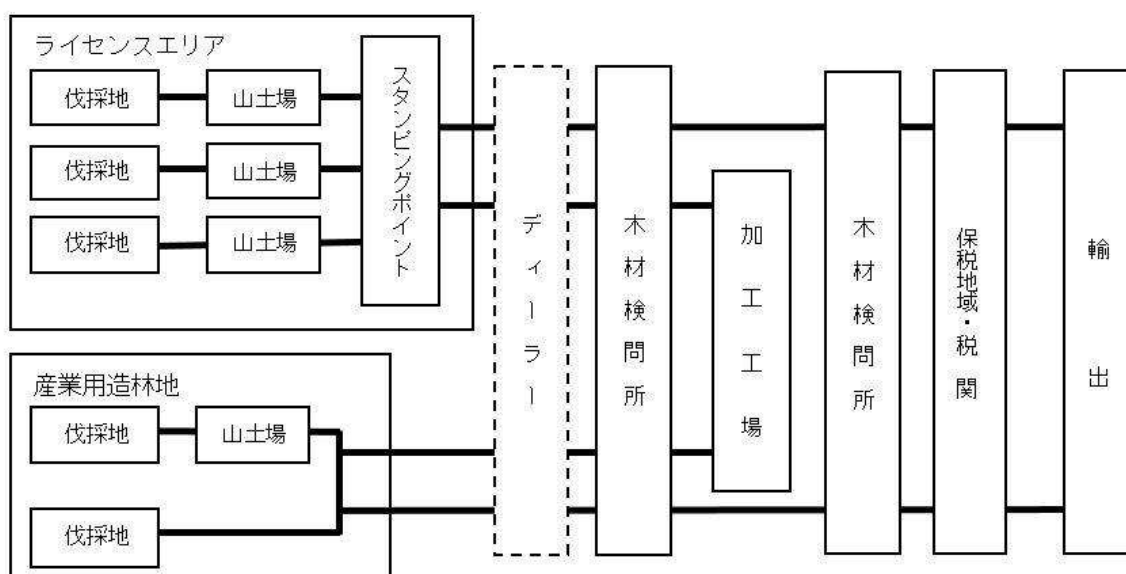 ライセンスエリア
伐採地
山土場
伐採地
山土場
伐採地
山土場
スタンピングポイント
産業用造林地
伐採地
山土場
伐採地
ディーラー
木材検問所
加工工場
木材検問所
保税地域・税関
輸出